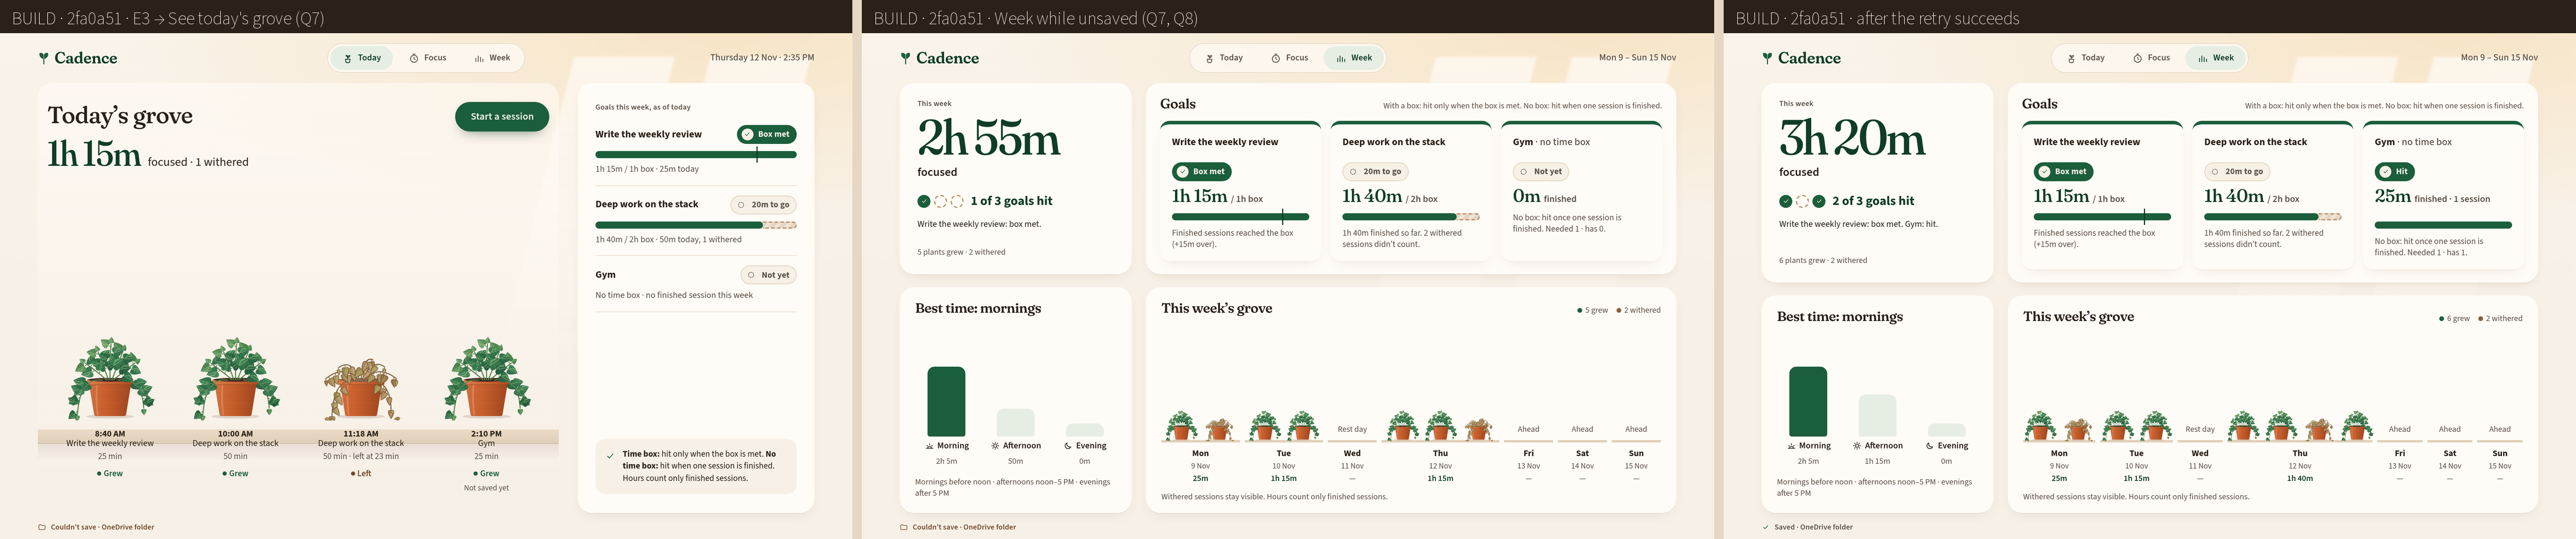 BUILD · 2fa0a51 · E3 → See today's grove (Q7)
Cadence
Today
Focus
Week
Thursday 12 Nov · 2:35 PM
Today's grove
Start a session
1h 15m focused · 1 withered
8:40 AM
Write the weekly review
25 min
Grew
10:00 AM
Deep work on the stack
50 min
Grew
11:18 AM
Deep work on the stack
50 min · left at 23 min
Left
2:10 PM
Gym
25 min
Grew
Not saved yet
Goals this week, as of today
Write the weekly review
Box met
1h 15m / 1h box · 25m today
Deep work on the stack
20m to go
1h 40m / 2h box · 50m today, 1 withered
Gym
Not yet
No time box · no finished session this week
Time box: hit only when the box is met. No
time box: hit when one session is finished.
Hours count only finished sessions.
Couldn't save · OneDrive folder
BUILD · 2fa0a51 · Week while unsaved (Q7, Q8)
Cadence
Today
Focus
Week
Mon 9 – Sun 15 Nov
This week
2h 55m
focused
1 of 3 goals hit
Write the weekly review: box met.
5 plants grew · 2 withered
Goals
With a box: hit only when the box is met. No box: hit when one session is finished.
Write the weekly review
Box met
1h 15m / 1h box
Finished sessions reached the box
(+15m over).
Deep work on the stack
20m to go
1h 40m / 2h box
1h 40m finished so far. 2 withered
sessions didn't count.
Gym · no time box
Not yet
0m finished
No box: hit once one session is
finished. Needed 1 · has 0.
Best time: mornings
Morning
2h 5m
Afternoon
50m
Evening
0m
Mornings before noon · afternoons noon–5 PM · evenings
after 5 PM
This week's grove
5 grew
2 withered
Mon
9 Nov
25m
Tue
10 Nov
1h 15m
Rest day
Wed
11 Nov
—
Thu
12 Nov
1h 15m
Ahead
Fri
13 Nov
—
Ahead
Sat
14 Nov
—
Ahead
Sun
15 Nov
—
Withered sessions stay visible. Hours count only finished sessions.
Couldn't save · OneDrive folder
BUILD · 2fa0a51 · after the retry succeeds
Cadence
Today
Focus
Week
Mon 9 – Sun 15 Nov
This week
3h 20m
focused
2 of 3 goals hit
Write the weekly review: box met. Gym: hit.
6 plants grew · 2 withered
Goals
With a box: hit only when the box is met. No box: hit when one session is finished.
Write the weekly review
Box met
1h 15m / 1h box
Finished sessions reached the box
(+15m over).
Deep work on the stack
20m to go
1h 40m / 2h box
1h 40m finished so far. 2 withered
sessions didn't count.
Gym · no time box
Hit
25m finished · 1 session
No box: hit once one session is
finished. Needed 1 · has 1.
Best time: mornings
Morning
2h 5m
Afternoon
1h 15m
Evening
0m
Mornings before noon · afternoons noon–5 PM · evenings
after 5 PM
This week's grove
6 grew
2 withered
Mon
9 Nov
25m
Tue
10 Nov
1h 15m
Rest day
Wed
11 Nov
—
Thu
12 Nov
1h 40m
Ahead
Fri
13 Nov
—
Ahead
Sat
14 Nov
—
Ahead
Sun
15 Nov
—
Withered sessions stay visible. Hours count only finished sessions.
Saved · OneDrive folder